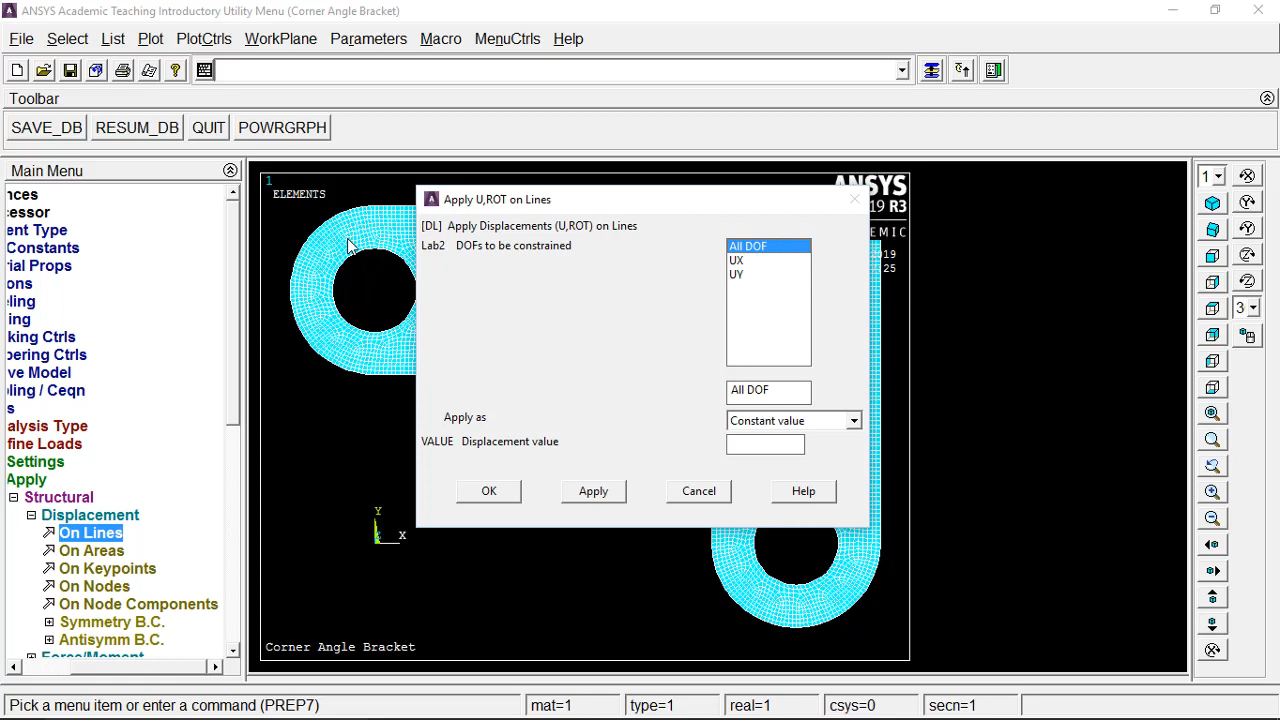 ANSYS Academic Teaching Introductory Utility Menu (Corner Angle Bracket)
File Select List Plot PlotCtrls WorkPlane Parameters Macro MenuCtrls Help
Toolbar
SAVE_DB RESUM_DB QUIT POWRGRPH
Main Menu
nces
essor
ent Type
Constants
rial Props
ons
eling
ing
king Ctrls
bering Ctrls
ve Model
pling / Ceqn
s
alysis Type
fine Loads
Settings
Apply
Structural
Displacement
On Lines
On Areas
On Keypoints
On Nodes
On Node Components
Symmetry B.C.
Antisymm B.C.
Force/Moment
1
ELEMENTS
ANSYS
19 R3
EMIC
19
25
Apply U,ROT on Lines
[DL] Apply Displacements (U,ROT) on Lines
Lab2 DOFs to be constrained
All DOF
UX
UY
All DOF
Apply as
Constant value
VALUE Displacement value
OK Apply Cancel Help
Y
X
Corner Angle Bracket
1
3
Pick a menu item or enter a command (PREP7) mat=1 type=1 real=1 csys=0 secn=1